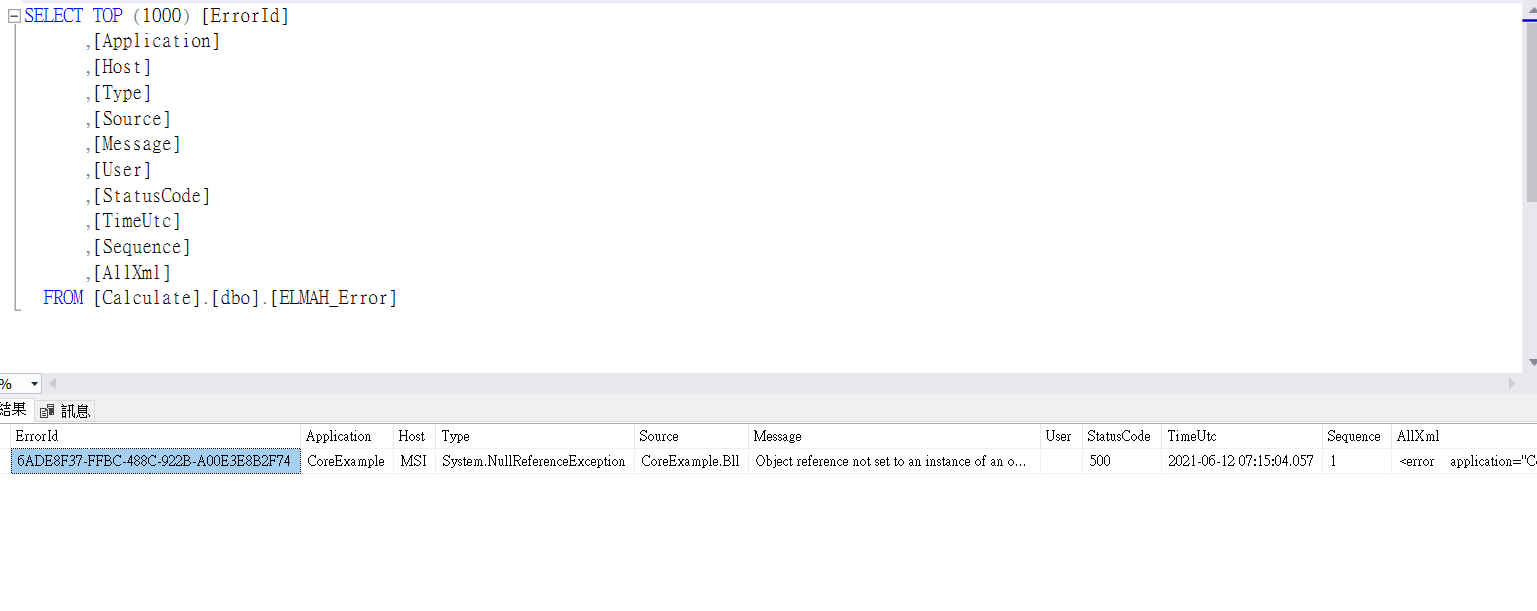 SELECT TOP (1000) [ErrorId]
,[Application]
,[Host]
,[Type]
,[Source]
,[Message]
,[User]
,[StatusCode]
,[TimeUtc]
,[Sequence]
,[AllXml]
FROM [Calculate].[dbo].[ELMAH_Error]
%
結果 訊息
ErrorId Application Host Type Source Message User StatusCode TimeUtc Sequence AllXml
6ADE8F37-FFBC-488C-922B-A00E3E8B2F74 CoreExample MSI System.NullReferenceException CoreExample.Bll Object reference not set to an instance of an o... 500 2021-06-12 07:15:04.057 1 <error application="C